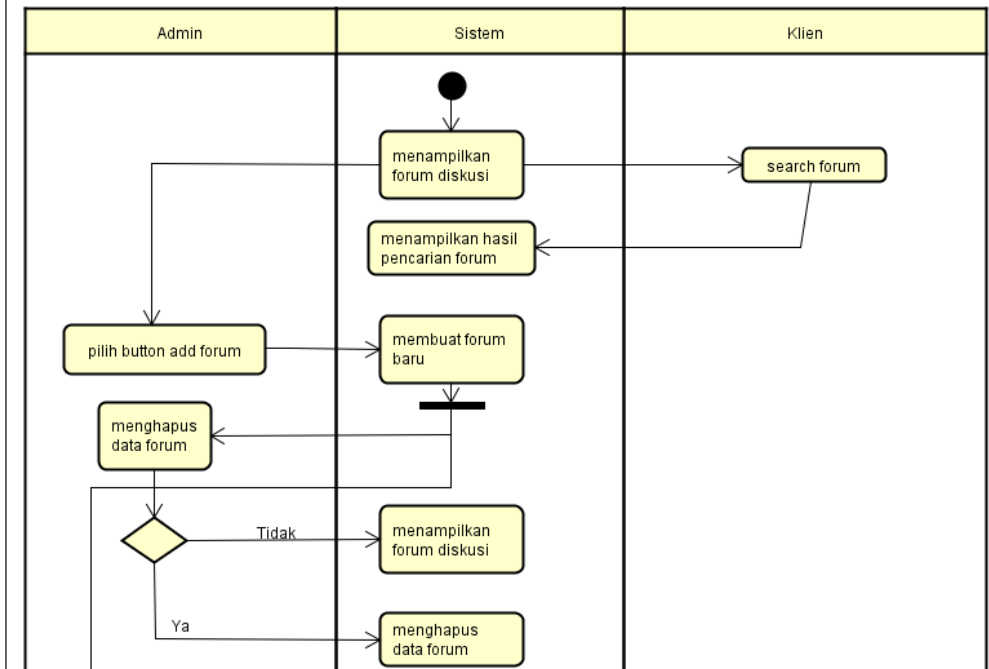 Admin
Sistem
Klien
menampilkan
forum diskusi
search forum
menampilkan hasil
pencarian forum
pilih button add forum
membuat forum
baru
menghapus
data forum
Tidak
menampilkan
forum diskusi
Ya
menghapus
data forum